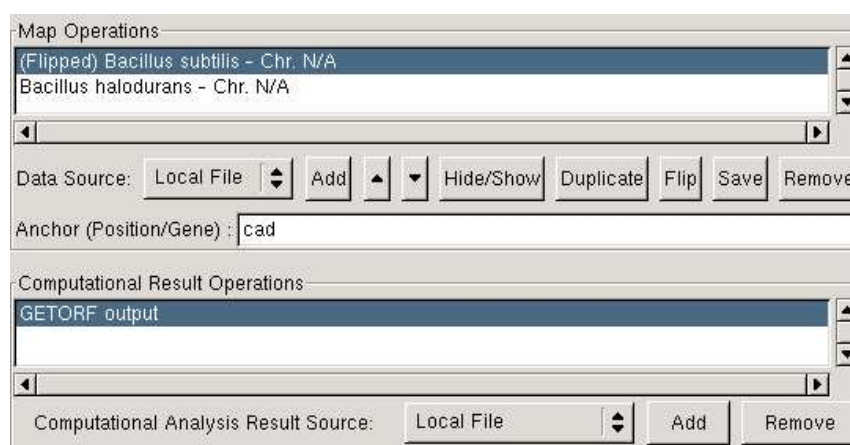 Map Operations
(Flipped) Bacillus subtilis - Chr. N/A
Bacillus halodurans - Chr. N/A
Data Source: Local File Add Hide/Show Duplicate Flip Save Remove
Anchor (Position/Gene) : cad
Computational Result Operations
GETORF output
Computational Analysis Result Source: Local File Add Remove